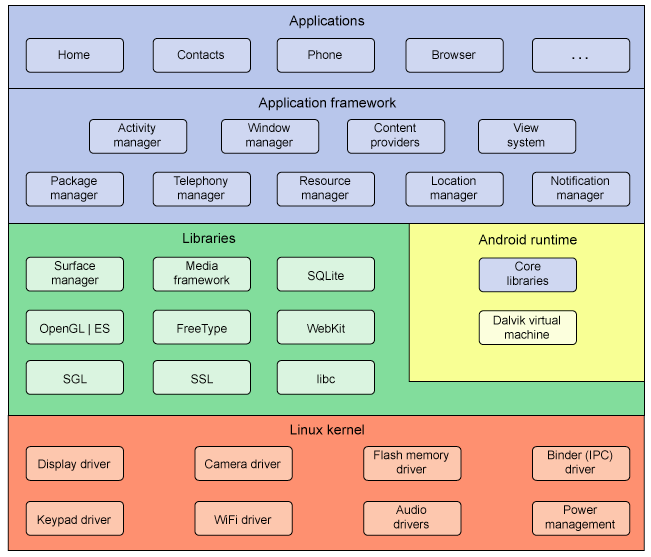 Applications
Home
Contacts
Phone
Browser
...
Application framework
Activity
manager
Window
manager
Content
providers
View
system
Package
manager
Telephony
manager
Resource
manager
Location
manager
Notification
manager
Libraries
Surface
manager
Media
framework
SQLite
OpenGL | ES
FreeType
WebKit
SGL
SSL
libc
Android runtime
Core
libraries
Dalvik virtual
machine
Linux kernel
Display driver
Camera driver
Flash memory
driver
Binder (IPC)
driver
Keypad driver
WiFi driver
Audio
drivers
Power
management